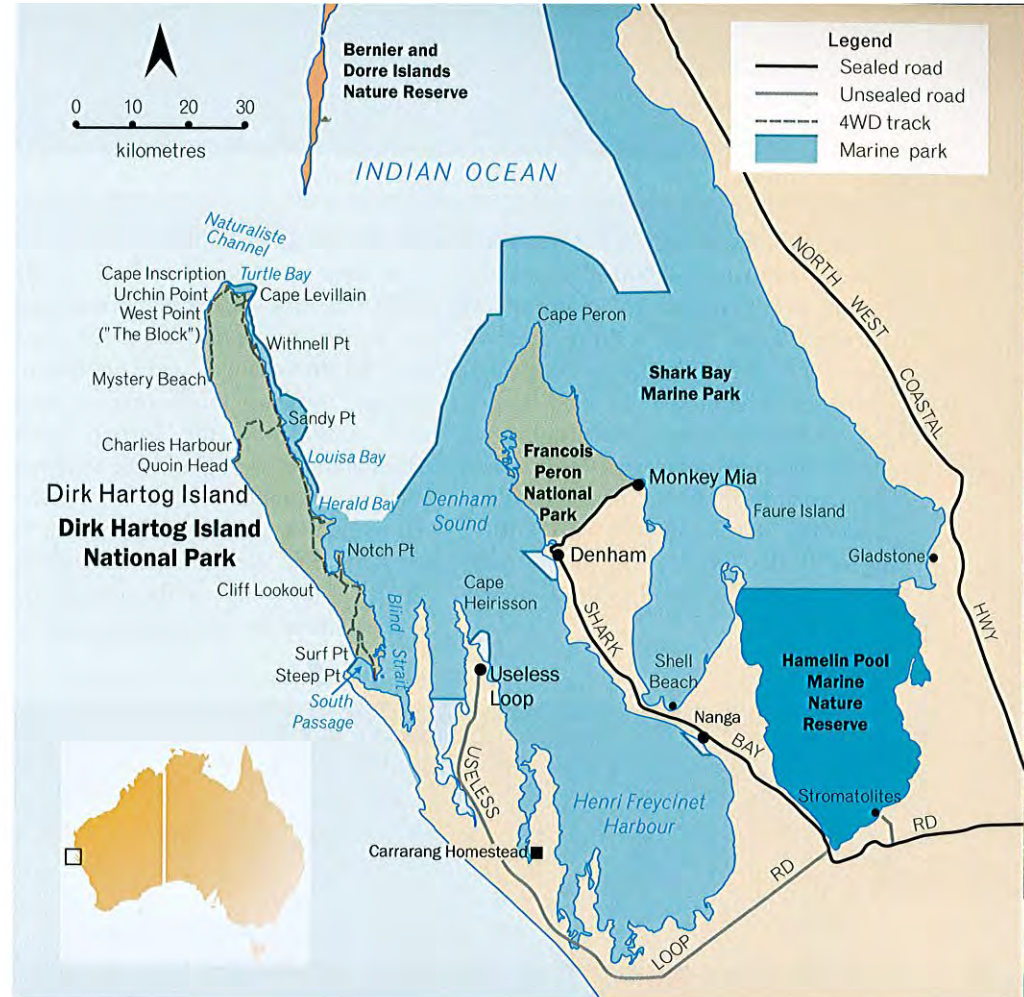 Bernier and
Dorre Islands
Nature Reserve
Legend
Sealed road
Unsealed road
4WD track
Marine park
0 10 20 30
kilometres
INDIAN OCEAN
Naturaliste
Channel
Cape Inscription
Turtle Bay
Urchin Point
Cape Levillain
West Point
("The Block")
Withnell Pt
Mystery Beach
Sandy Pt
Charlies Harbour
Quoin Head
Louisa Bay
Herald Bay
Dirk Hartog Island
Dirk Hartog Island
National Park
Notch Pt
Cliff Lookout
Blind Strait
Surf Pt
Steep Pt
South
Passage
Cape Peron
Shark Bay
Marine Park
NORTH WEST COASTAL HWY
Francois
Peron
National
Park
Monkey Mia
Denham
Sound
Faure Island
Denham
Gladstone
Cape
Heirisson
SHARK BAY RD
Useless
Loop
Shell
Beach
Nanga
Hamelin Pool
Marine
Nature
Reserve
USELESS LOOP RD
Henri Freycinet
Harbour
Stromatolites
Carrarang Homestead